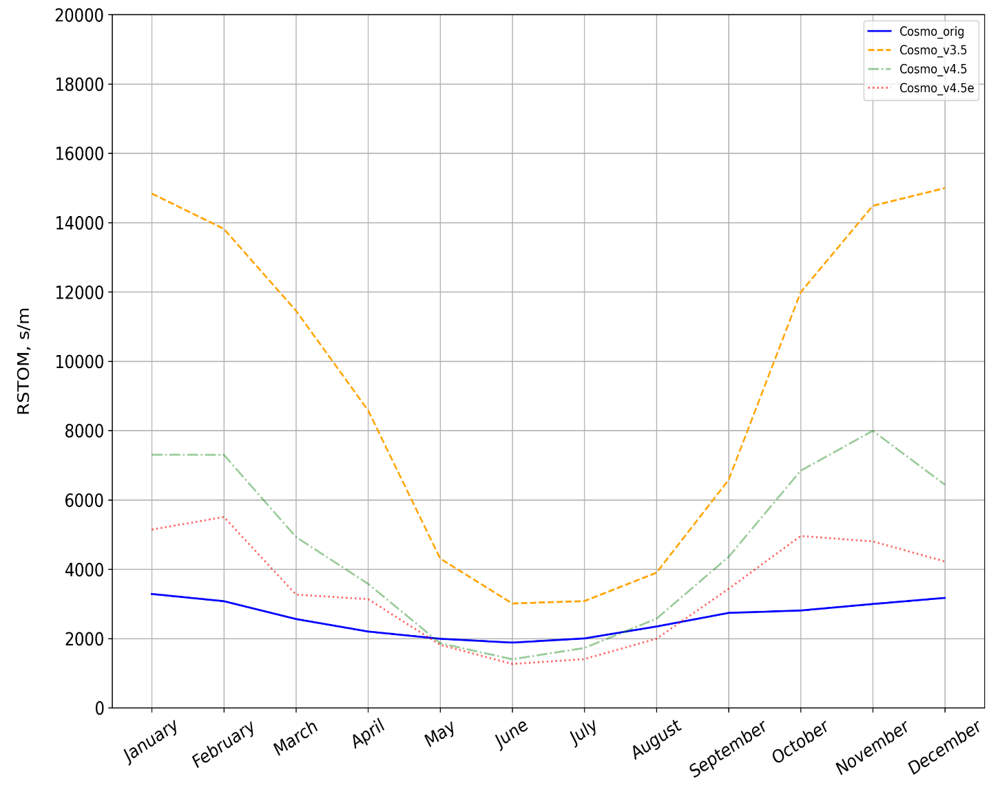 20000
18000
16000
14000
12000
10000
8000
6000
4000
2000
0
RSTOM, s/m
Cosmo_orig
Cosmo_v3.5
Cosmo_v4.5
Cosmo_v4.5e
January
February
March
April
May
June
July
August
September
October
November
December